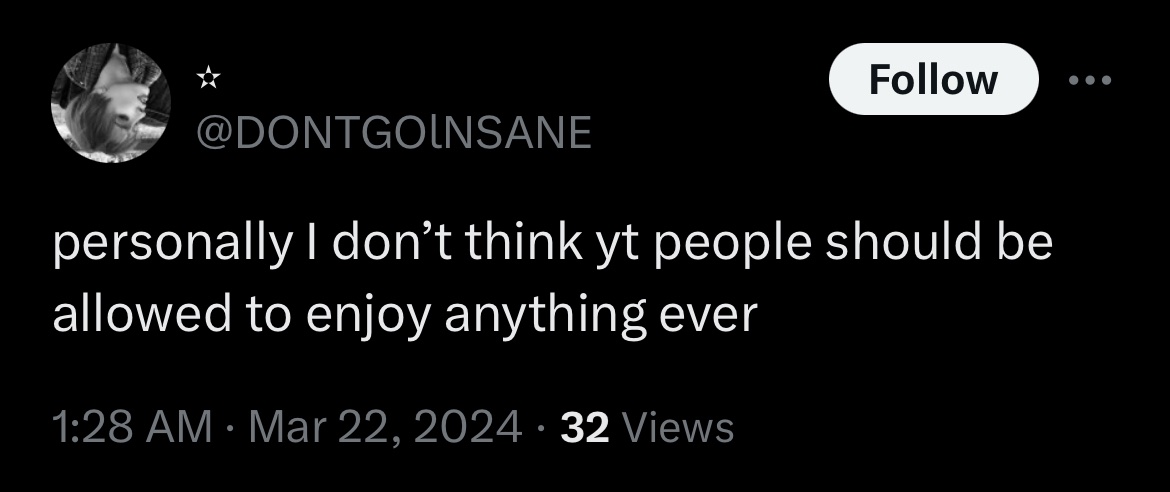 ☆
Follow
@DONTGOlNSANE
personally I don’t think yt people should be
allowed to enjoy anything ever
1:28 AM · Mar 22, 2024 · 32 Views